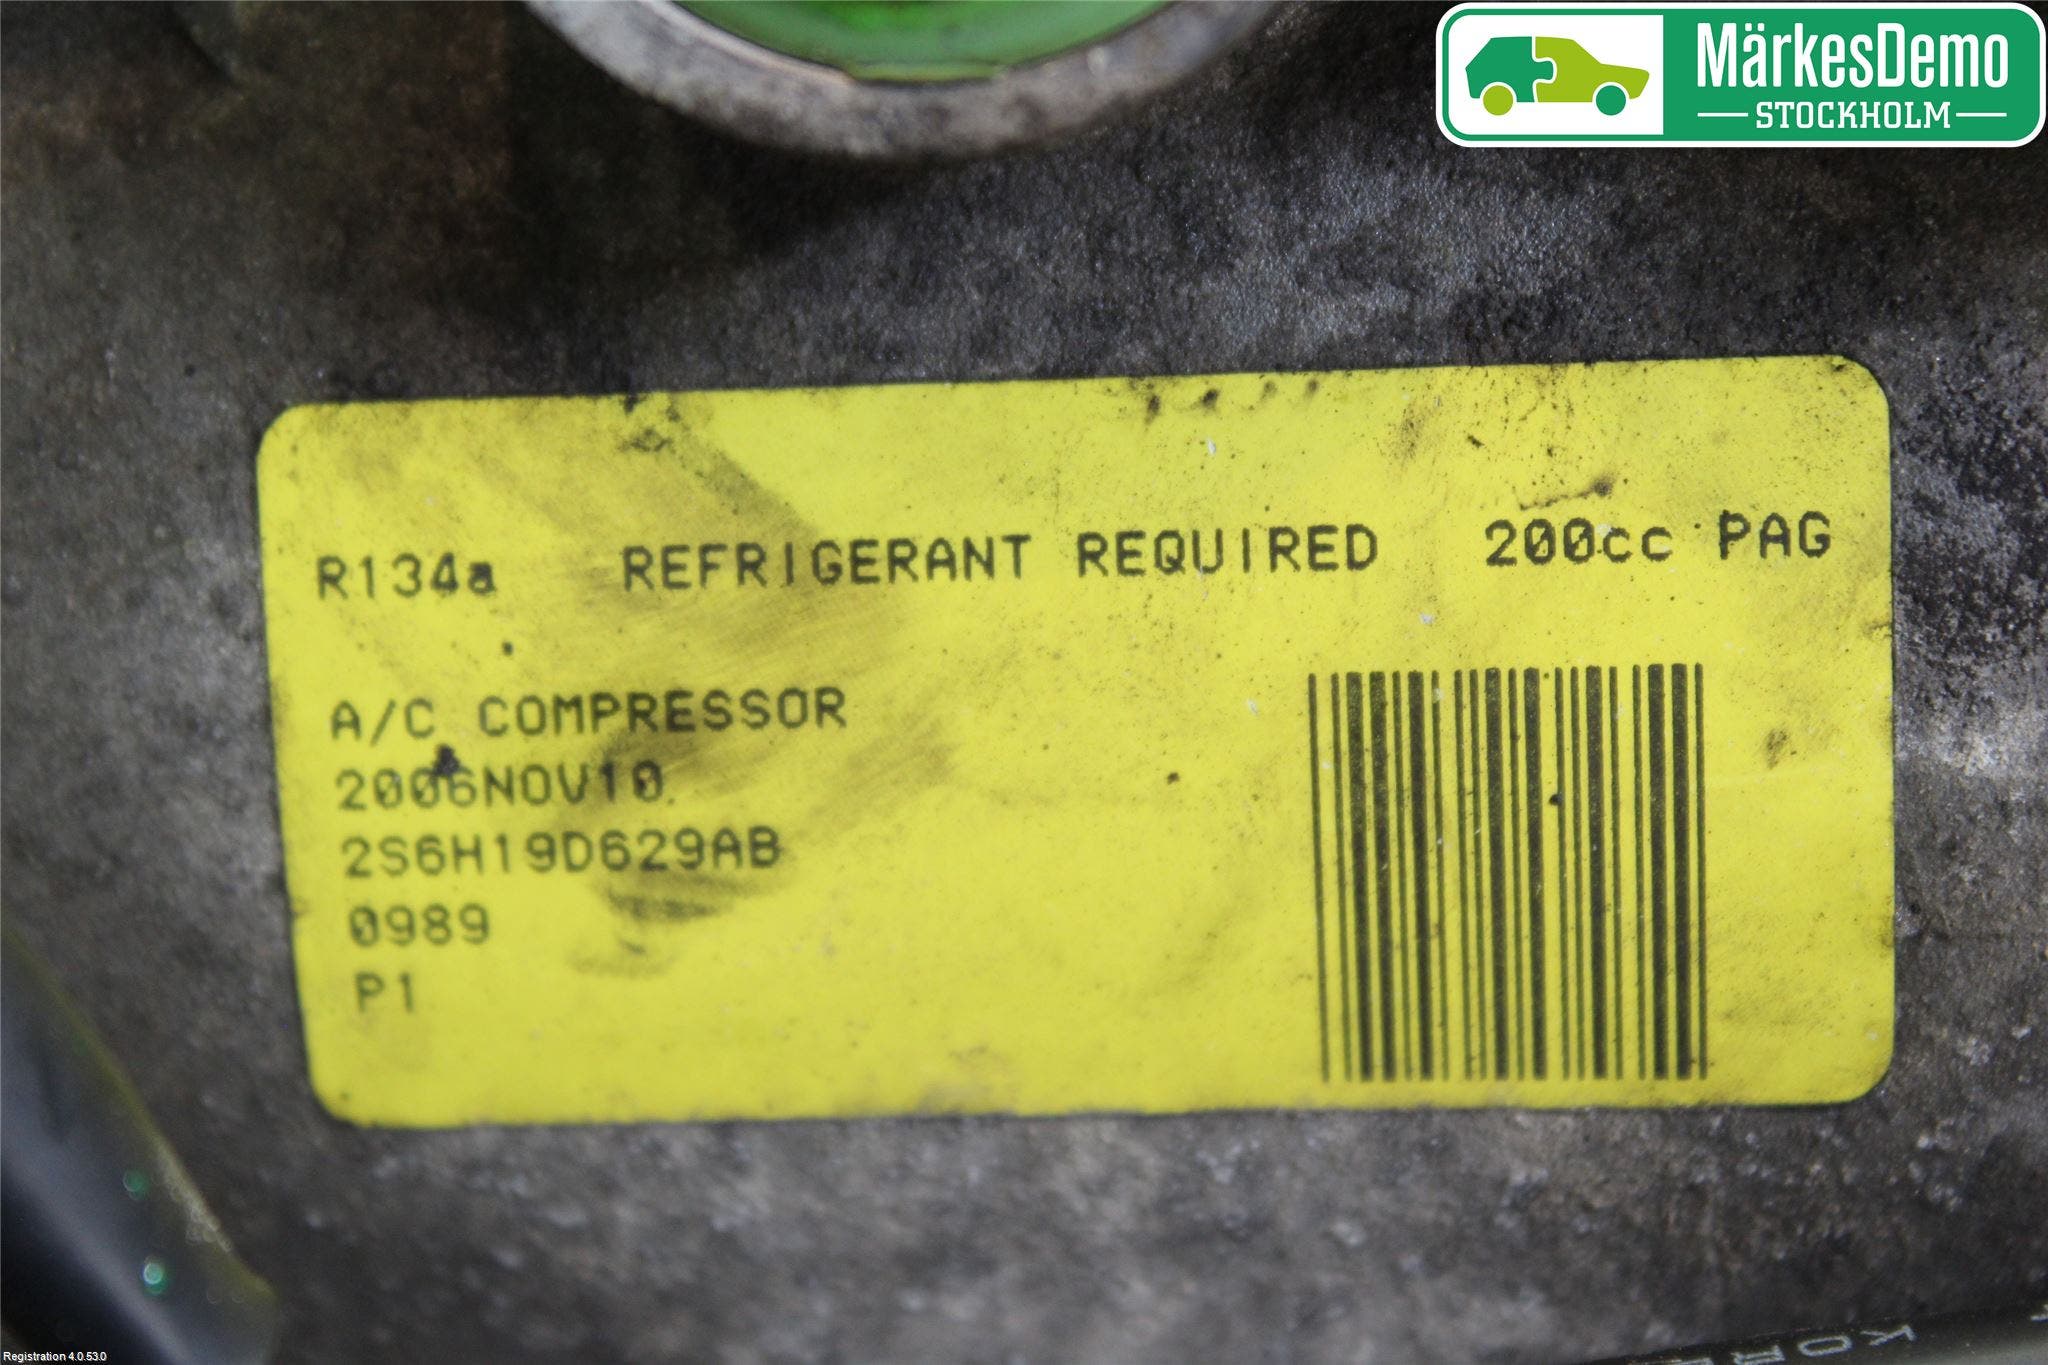 MärkesDemo
STOCKHOLM
R134a REFRIGERANT REQUIRED 200cc PAG
A/C COMPRESSOR
2006NOV10
2S6H19D629AB
0989
P1
Registration 4.0.53.0